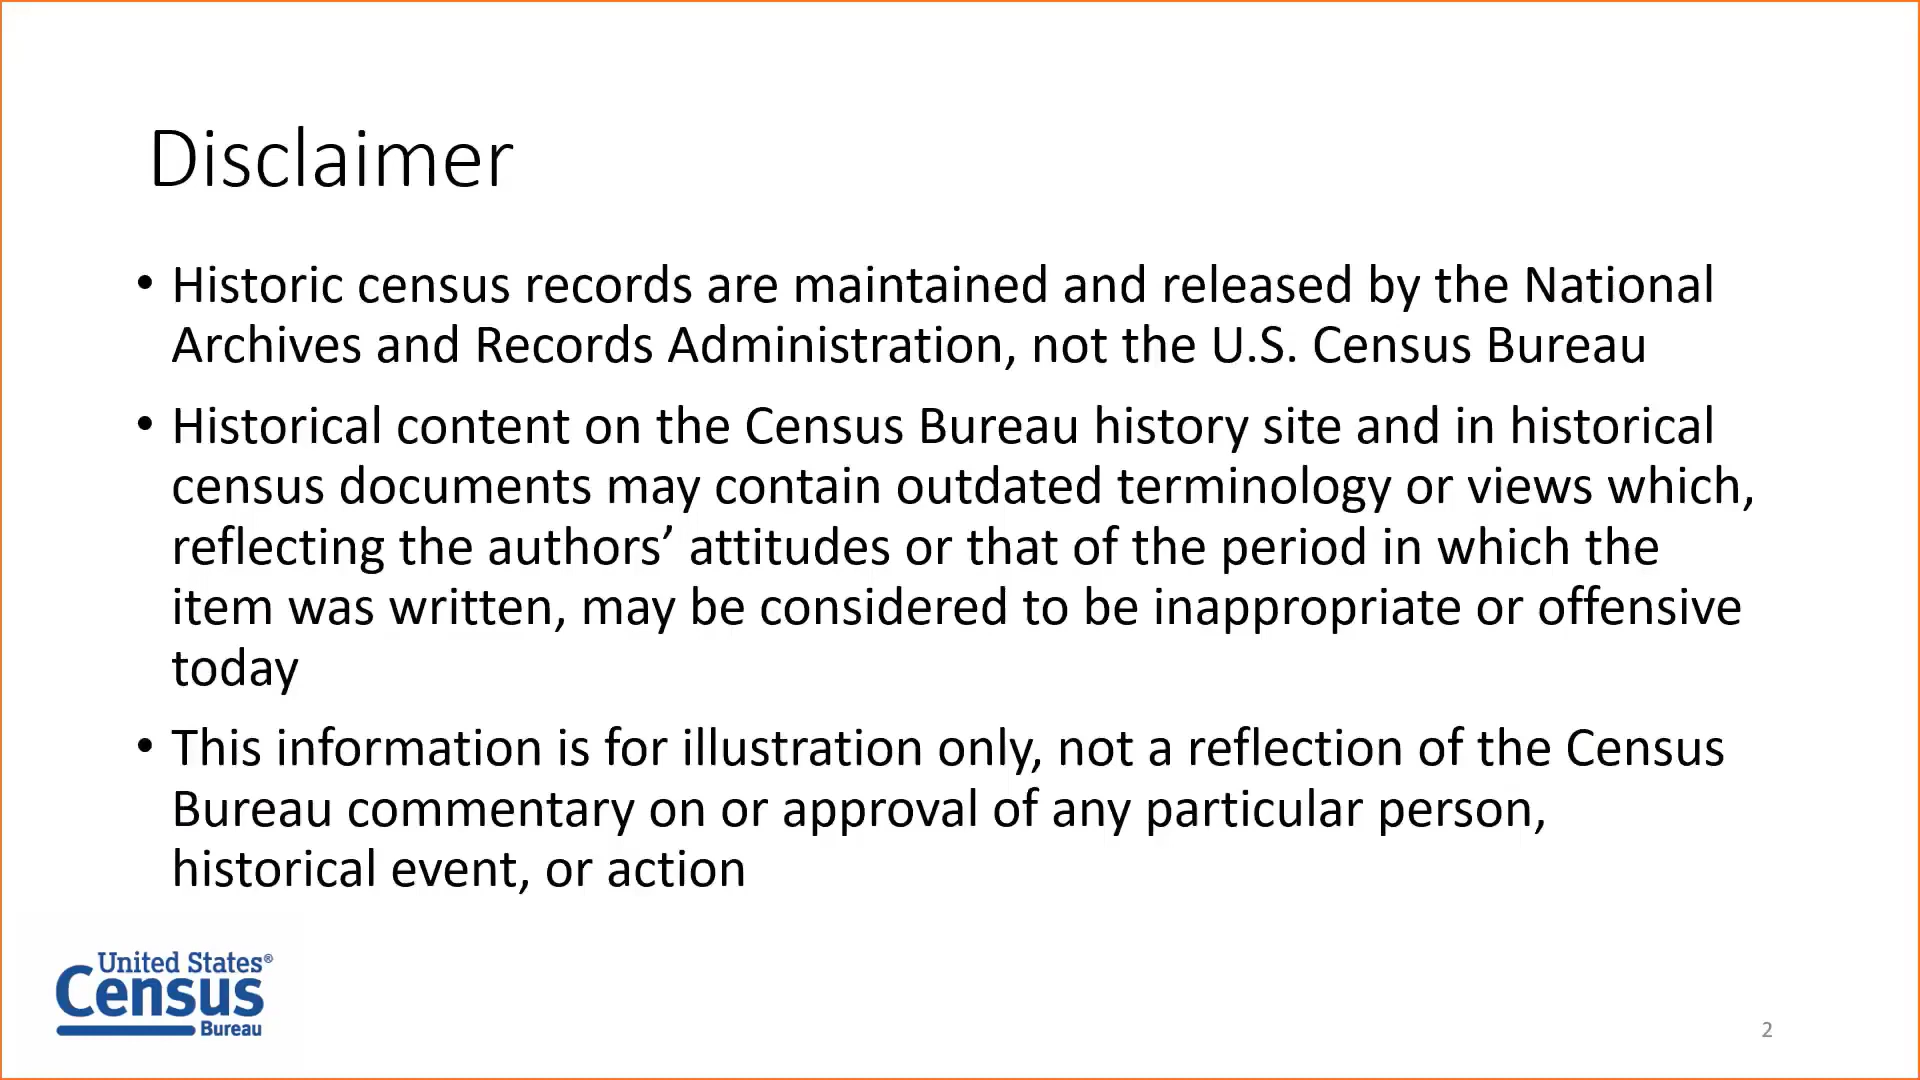 Disclaimer
• Historic census records are maintained and released by the National
Archives and Records Administration, not the U.S. Census Bureau
• Historical content on the Census Bureau history site and in historical
census documents may contain outdated terminology or views which,
reflecting the authors’ attitudes or that of the period in which the
item was written, may be considered to be inappropriate or offensive
today
• This information is for illustration only, not a reflection of the Census
Bureau commentary on or approval of any particular person,
historical event, or action
United States®
Census
Bureau
2